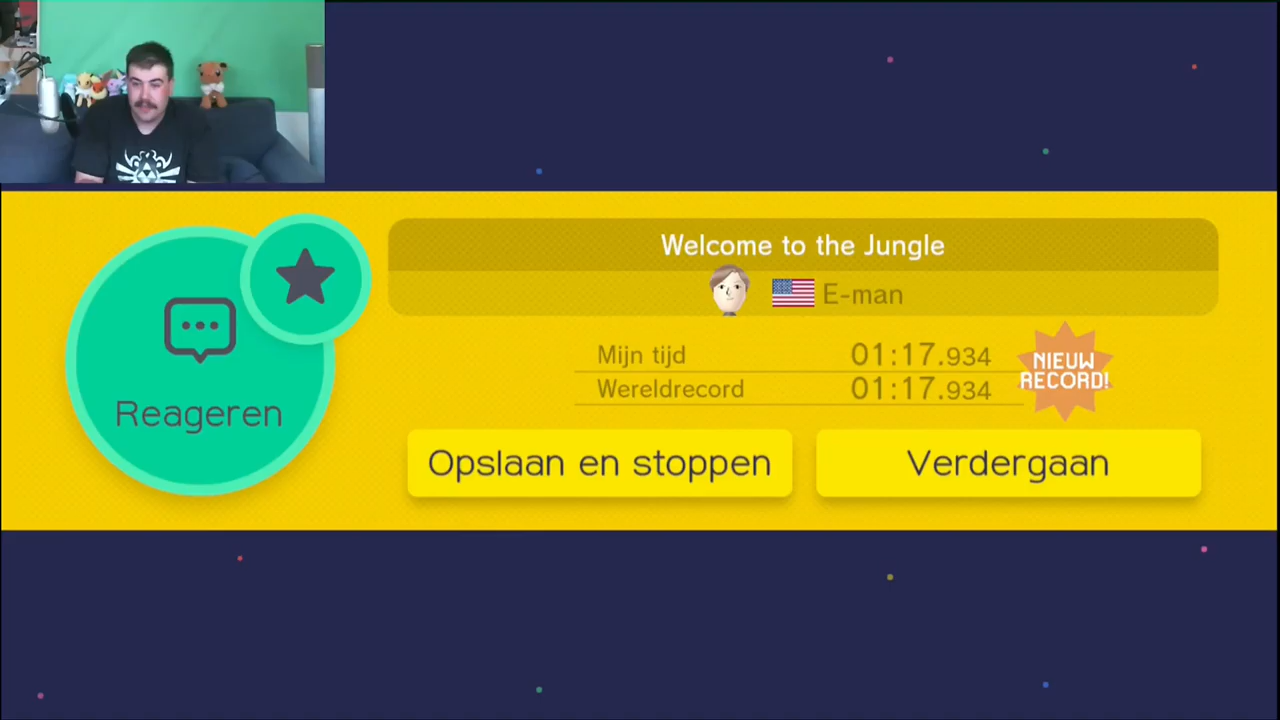 Welcome to the Jungle
E-man
Mijn tijd 01:17.934
Wereldrecord 01:17.934
NIEUW
RECORD!
Reageren
Opslaan en stoppen
Verdergaan